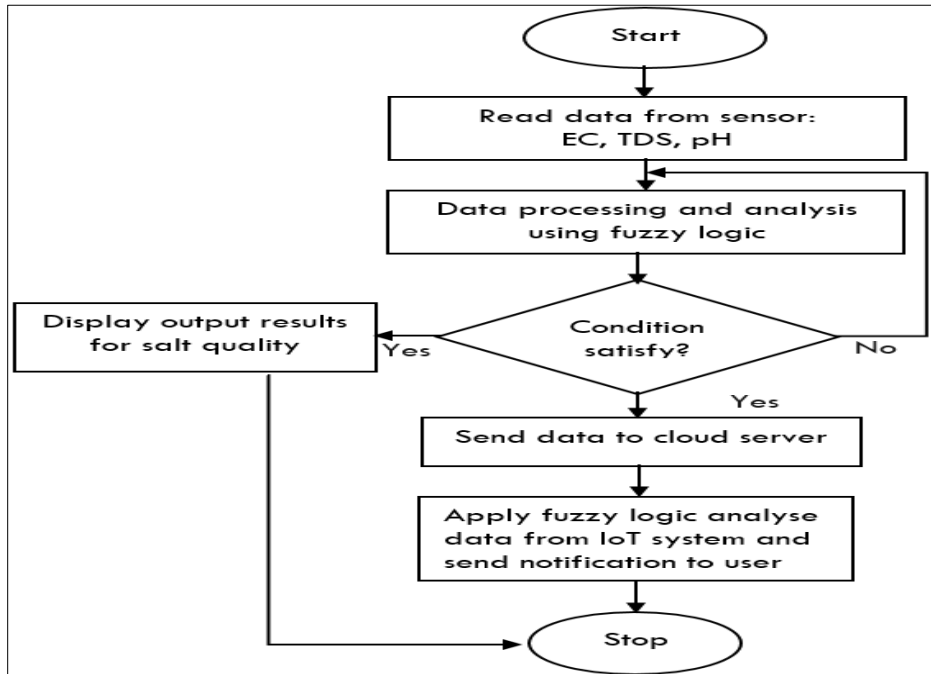 Start
Read data from sensor:
EC, TDS, pH
Data processing and analysis
using fuzzy logic
Display output results
for salt quality
Yes
Condition
satisfy?
No
Yes
Send data to cloud server
Apply fuzzy logic analyse
data from IoT system and
send notification to user
Stop